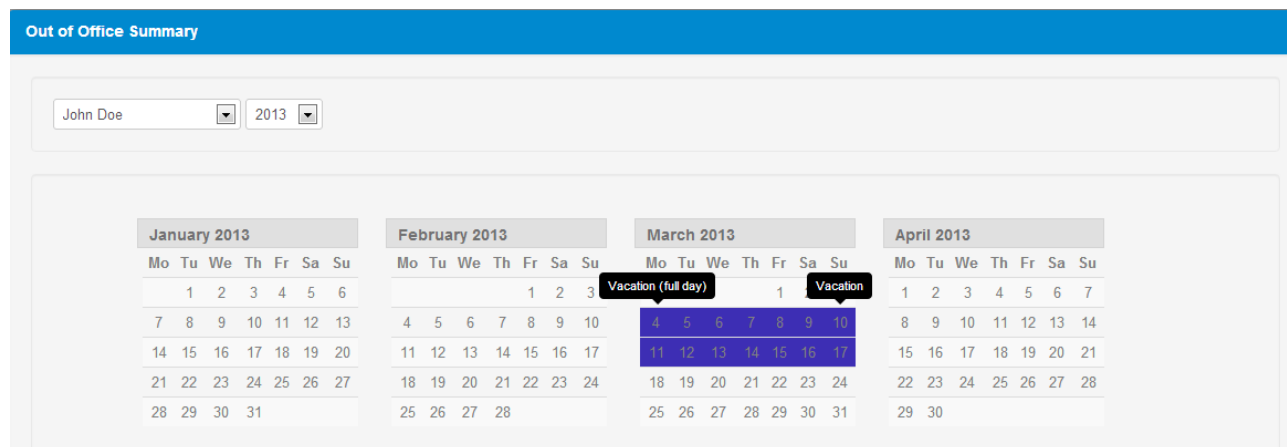 Out of Office Summary
John Doe 2013
January 2013 February 2013 March 2013 April 2013
Mo Tu We Th Fr Sa Su Mo Tu We Th Fr Sa Su Mo Tu We Th Fr Sa Su Mo Tu We Th Fr Sa Su
Vacation (full day) Vacation
1 2 3 4 5 6 1 2 3 1 1 2 3 4 5 6 7
7 8 9 10 11 12 13 4 5 6 7 8 9 10 4 5 6 7 8 9 10 8 9 10 11 12 13 14
14 15 16 17 18 19 20 11 12 13 14 15 16 17 11 12 13 14 15 16 17 15 16 17 18 19 20 21
21 22 23 24 25 26 27 18 19 20 21 22 23 24 18 19 20 21 22 23 24 22 23 24 25 26 27 28
28 29 30 31 25 26 27 28 25 26 27 28 29 30 31 29 30